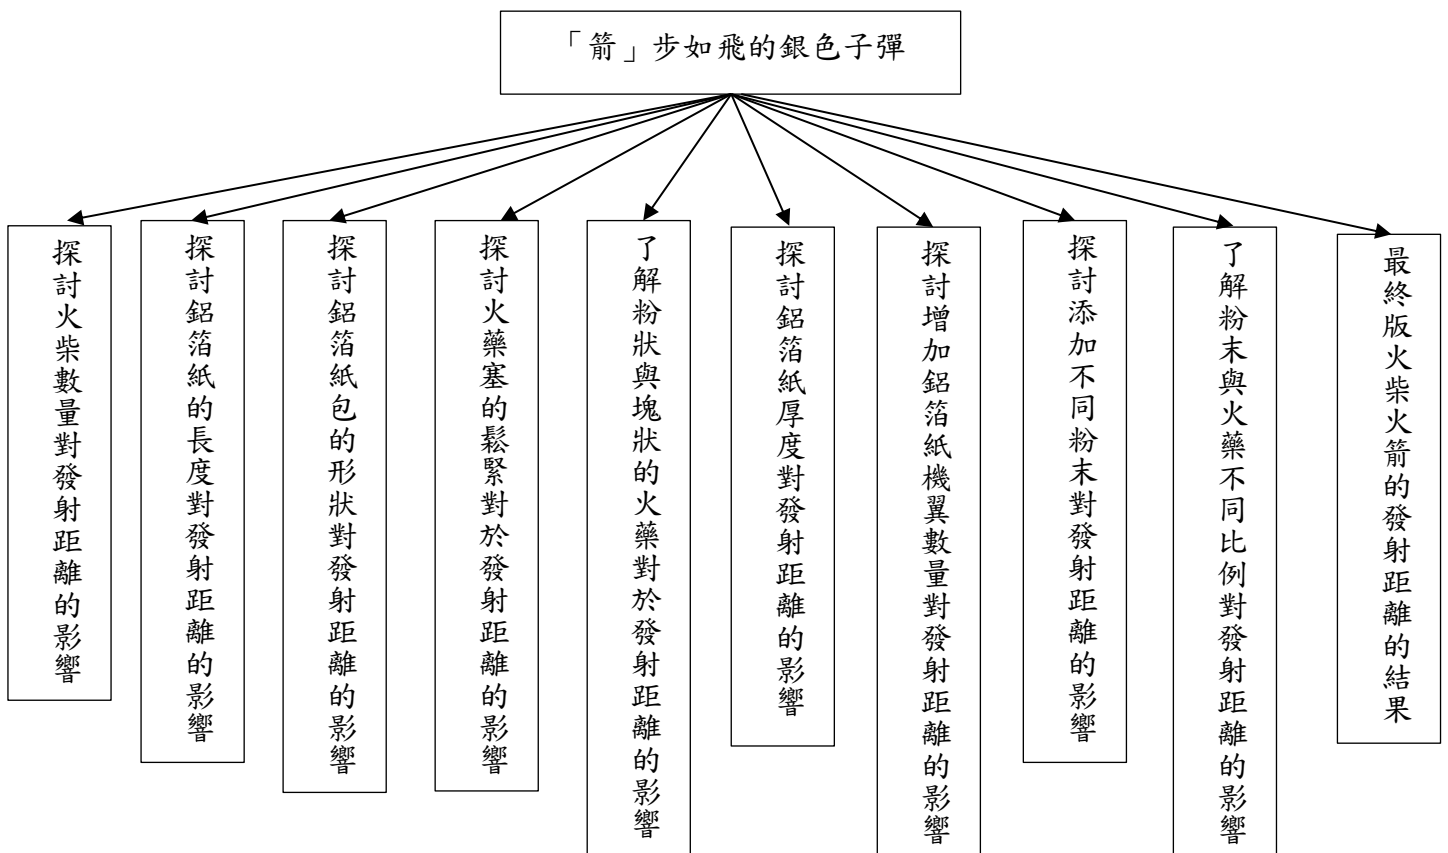 「箭」步如飛的銀色子彈
探討火柴數量對發射距離的影響
探討鋁箔紙的長度對發射距離的影響
探討鋁箔紙包的形狀對發射距離的影響
探討火藥塞的鬆緊對於發射距離的影響
了解粉狀與塊狀的火藥對於發射距離的影響
探討鋁箔紙厚度對發射距離的影響
探討增加鋁箔紙機翼數量對發射距離的影響
探討添加不同粉末對發射距離的影響
了解粉末與火藥不同比例對發射距離的影響
最終版火柴火箭的發射距離的結果